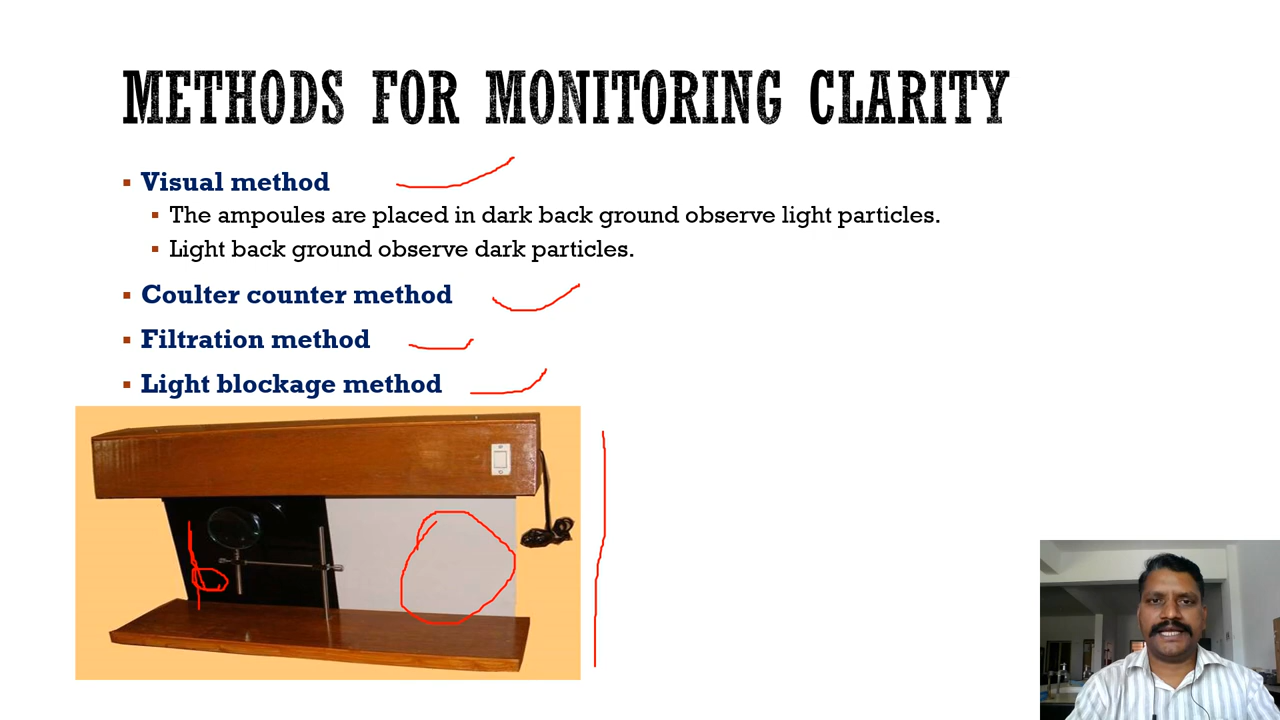 METHODS FOR MONITORING CLARITY
Visual method
The ampoules are placed in dark back ground observe light particles.
Light back ground observe dark particles.
Coulter counter method
Filtration method
Light blockage method